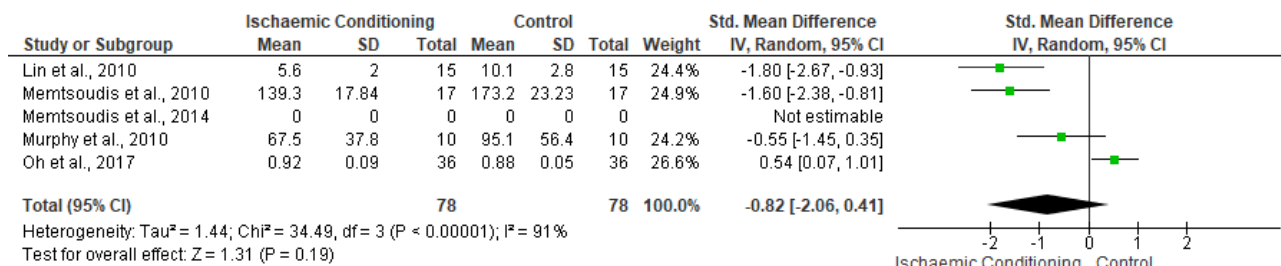 Ischaemic Conditioning Control Std. Mean Difference Std. Mean Difference
Study or Subgroup Mean SD Total Mean SD Total Weight IV, Random, 95% CI IV, Random, 95% CI
Lin et al., 2010 5.6 2 15 10.1 2.8 15 24.4% -1.80 [-2.67, -0.93]
Memtsoudis et al., 2010 139.3 17.84 17 173.2 23.23 17 24.9% -1.60 [-2.38, -0.81]
Memtsoudis et al., 2014 0 0 0 0 0 0 Not estimable
Murphy et al., 2010 67.5 37.8 10 95.1 56.4 10 24.2% -0.55 [-1.45, 0.35]
Oh et al., 2017 0.92 0.09 36 0.88 0.05 36 26.6% 0.54 [0.07, 1.01]
Total (95% CI) 78 78 100.0% -0.82 [-2.06, 0.41]
Heterogeneity: Tau² = 1.44; Chi² = 34.49, df = 3 (P < 0.00001); I² = 91%
Test for overall effect: Z = 1.31 (P = 0.19)
-2 -1 0 1 2
Ischaemic Conditioning Control